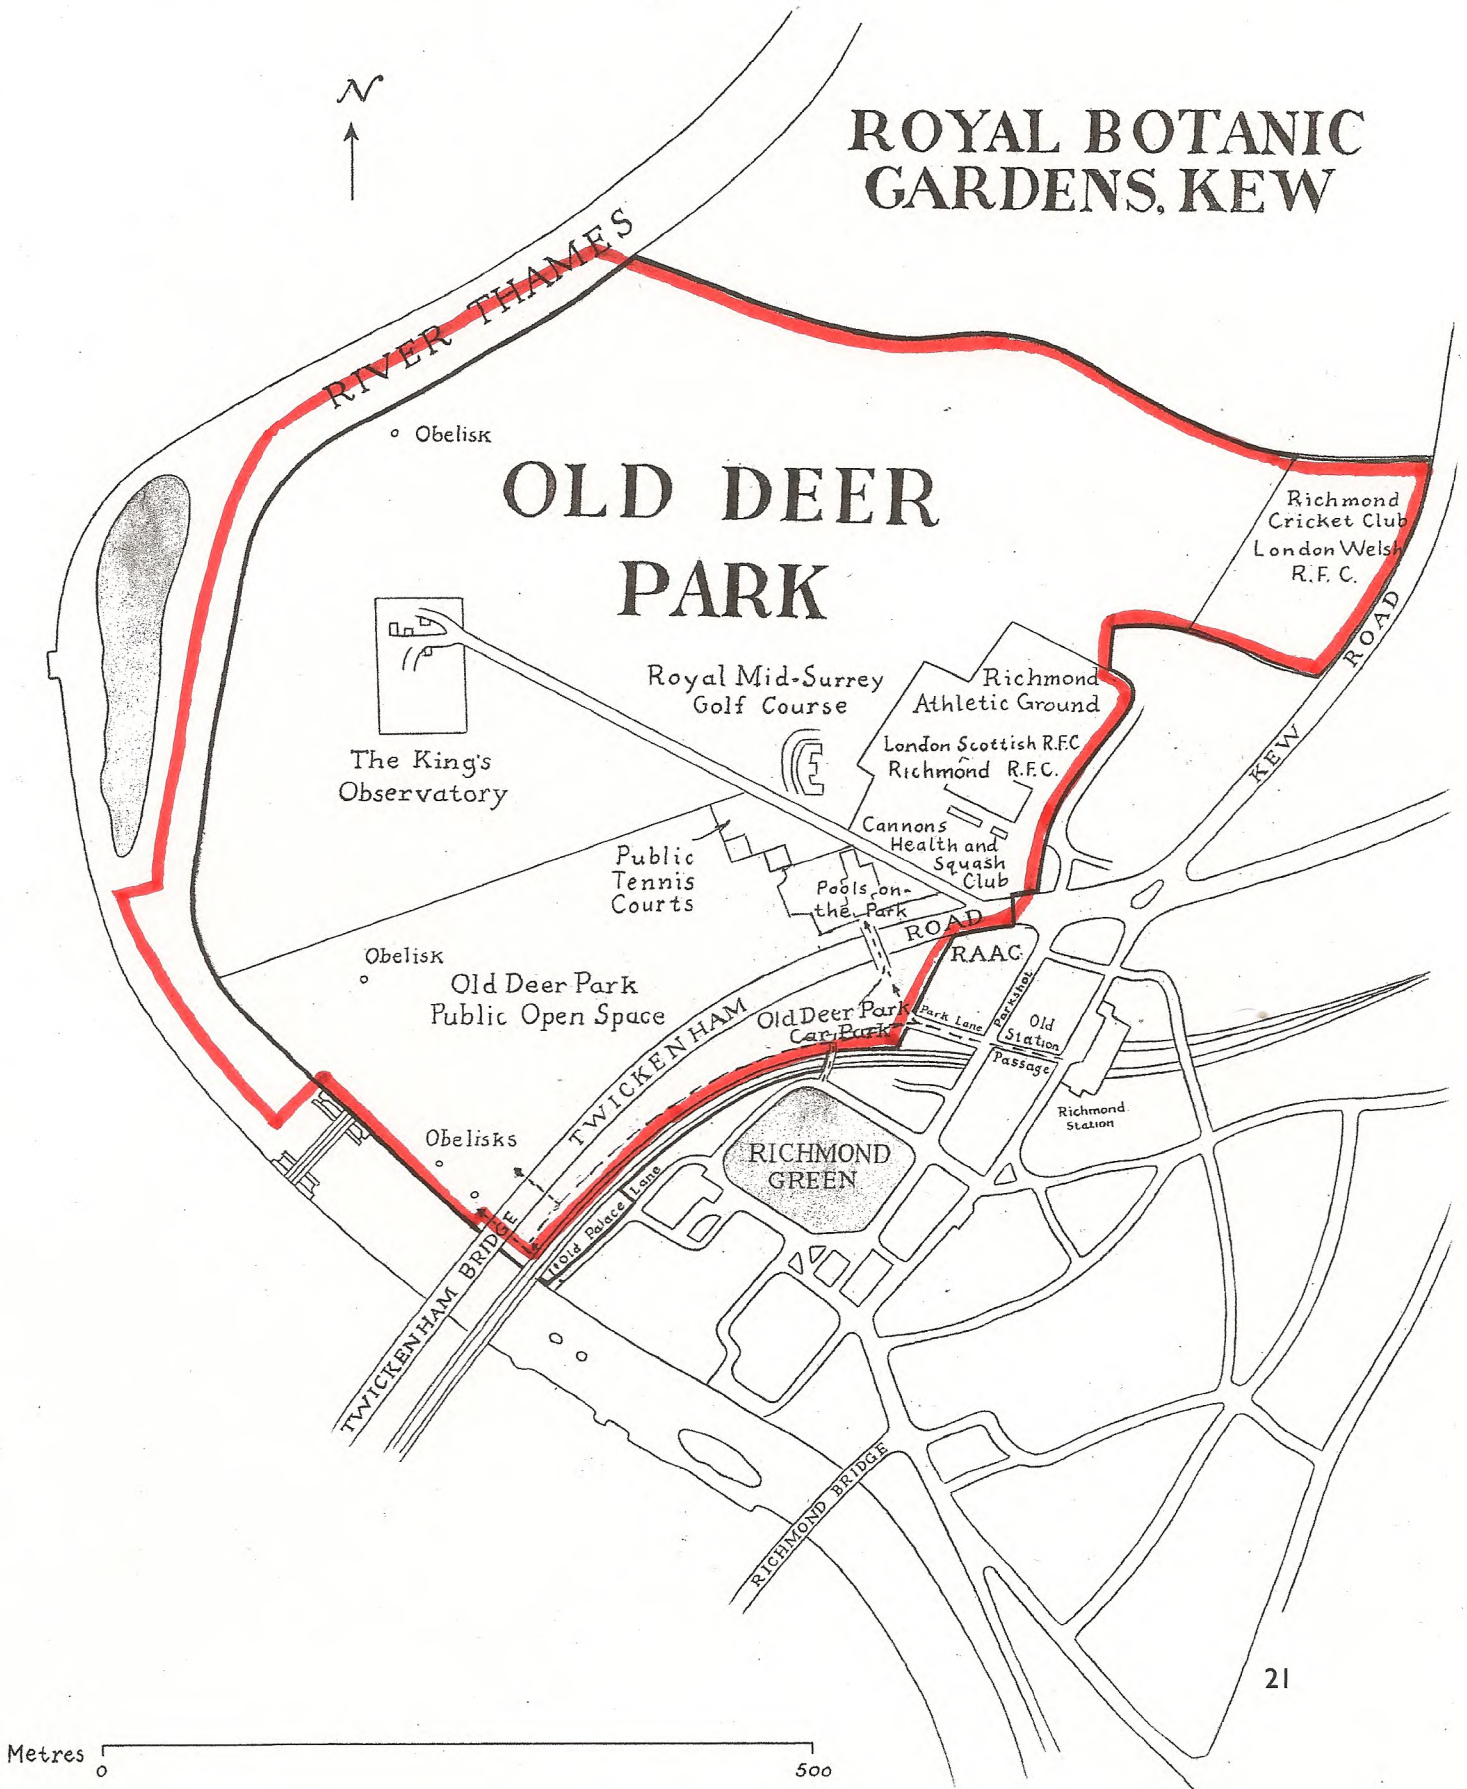 N
ROYAL BOTANIC
GARDENS, KEW
RIVER THAMES
Obelisk
OLD DEER
PARK
Richmond
Cricket Club
London Welsh
R.F.C.
KEW ROAD
The King's
Observatory
Royal Mid-Surrey
Golf Course
Richmond
Athletic Ground
London Scottish R.F.C.
Richmond R.F.C.
Cannons
Health and
Squash
Club
Public
Tennis
Courts
Pools-on-
the-Park
Obelisk
Old Deer Park
Public Open Space
TWICKENHAM ROAD
RAAC
Old Deer Park
Car Park
Park Lane
Parkshot
Old
Station
Passage
Richmond
Station
Obelisks
RICHMOND
GREEN
Old Palace Lane
TWICKENHAM BRIDGE
RICHMOND BRIDGE
21
Metres
0
500